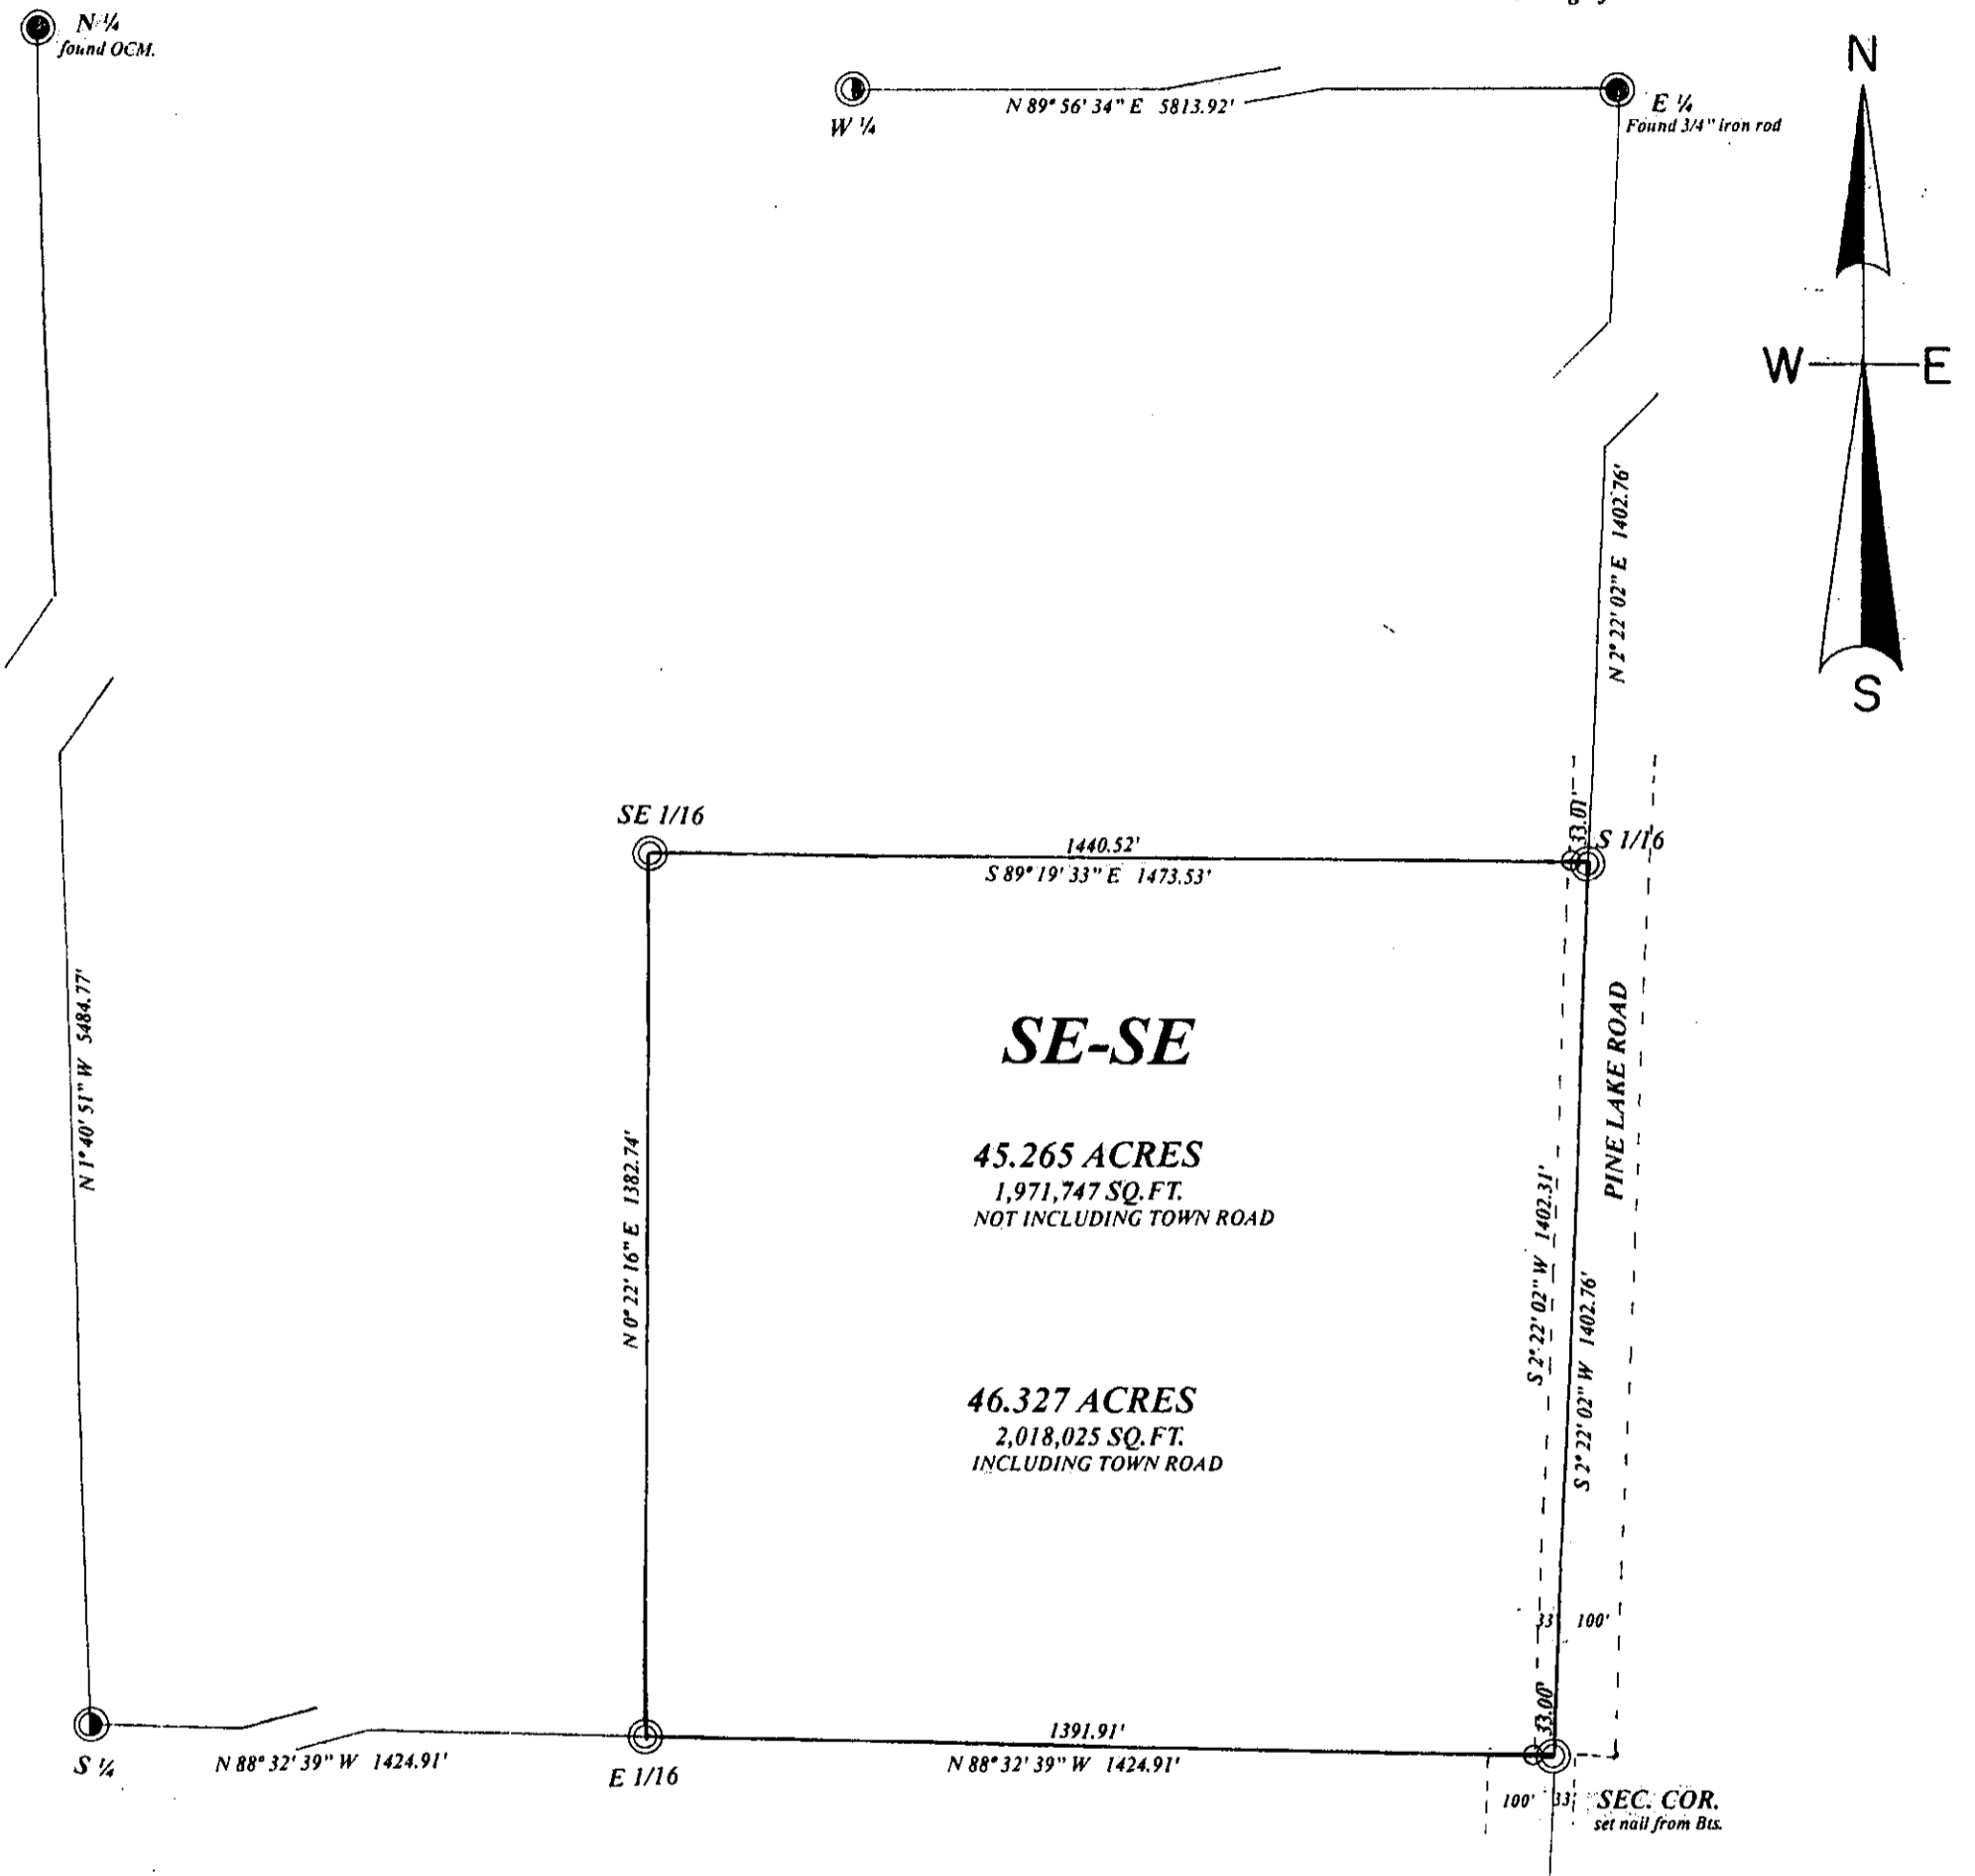 N 1/4
found OCM.
N 89° 56' 34" E 5813.92'
W 1/4
E 1/4
Found 3/4" iron rod
N
W
E
S
N 2° 22' 02" E 1402.76'
SE 1/16
1440.52'
S 89° 19' 33" E 1473.53'
33.01'
S 1/16
N 1° 40' 51" W 5484.77'
SE-SE
45.265 ACRES
1,971,747 SQ.FT.
NOT INCLUDING TOWN ROAD
N 0° 22' 16" E 1382.74'
PINE LAKE ROAD
S 2° 22' 02" W 1402.31'
S 2° 22' 02" W 1402.76'
46.327 ACRES
2,018,025 SQ.FT.
INCLUDING TOWN ROAD
33 100'
33.00'
S 1/4
N 88° 32' 39" W 1424.91'
E 1/16
1391.91'
N 88° 32' 39" W 1424.91'
100' 33'
SEC. COR.
set nail from Bts.